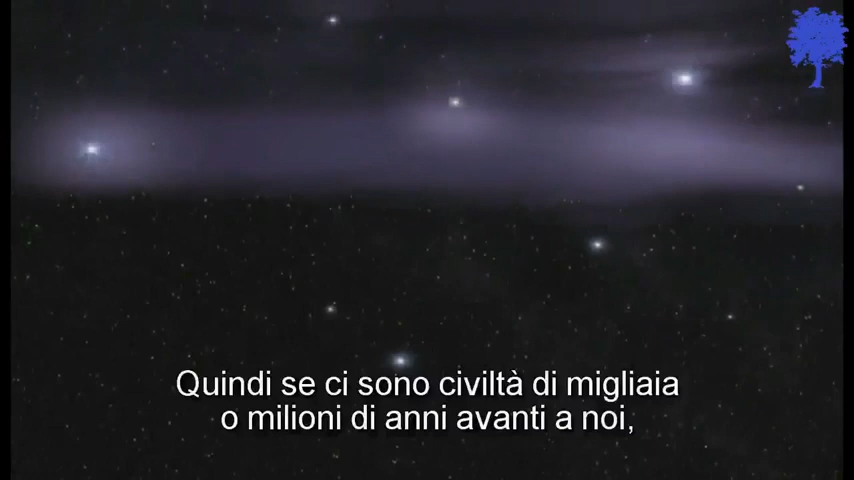 Quindi se ci sono civiltà di migliaia
o milioni di anni avanti a noi,